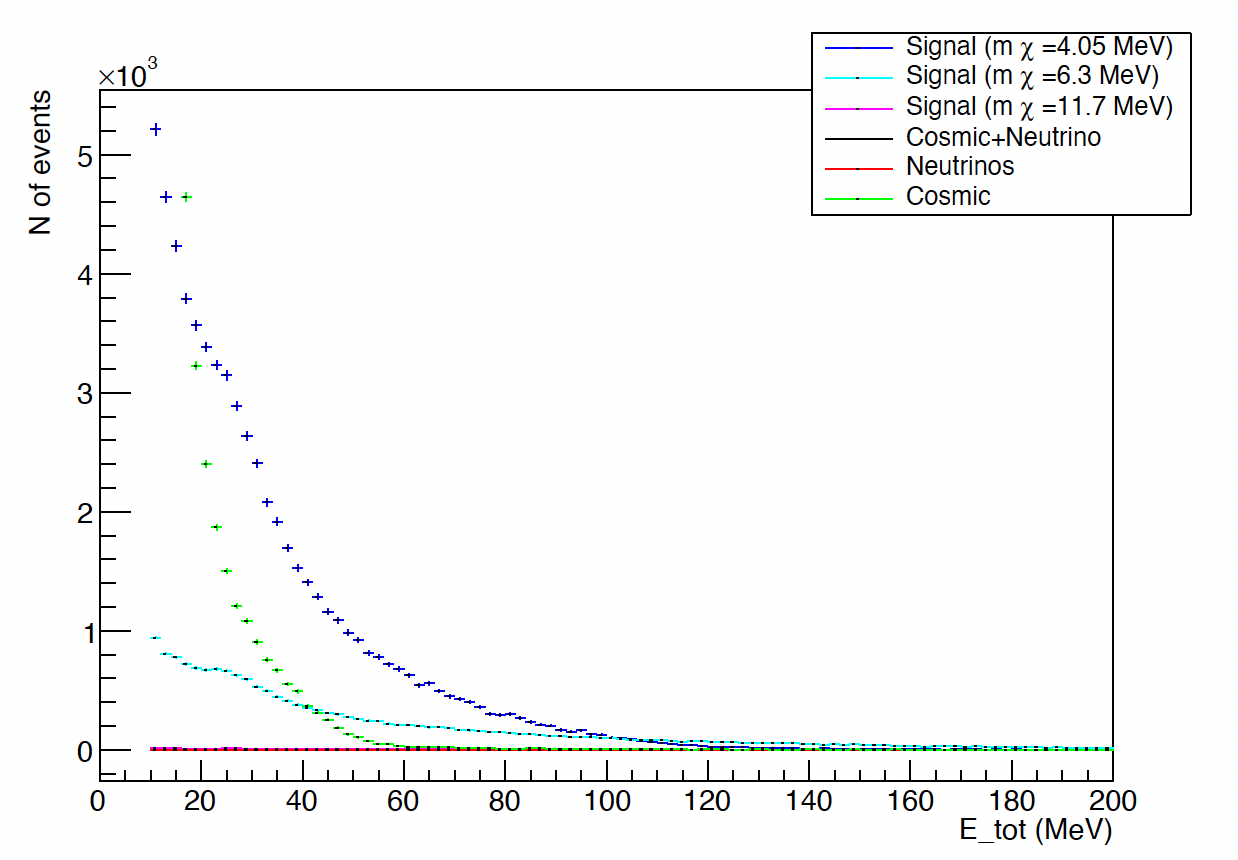 ×10³
N of events
5
4
3
2
1
0
0 20 40 60 80 100 120 140 160 180 200
E_tot (MeV)
Signal (m χ =4.05 MeV)
Signal (m χ =6.3 MeV)
Signal (m χ =11.7 MeV)
Cosmic+Neutrino
Neutrinos
Cosmic